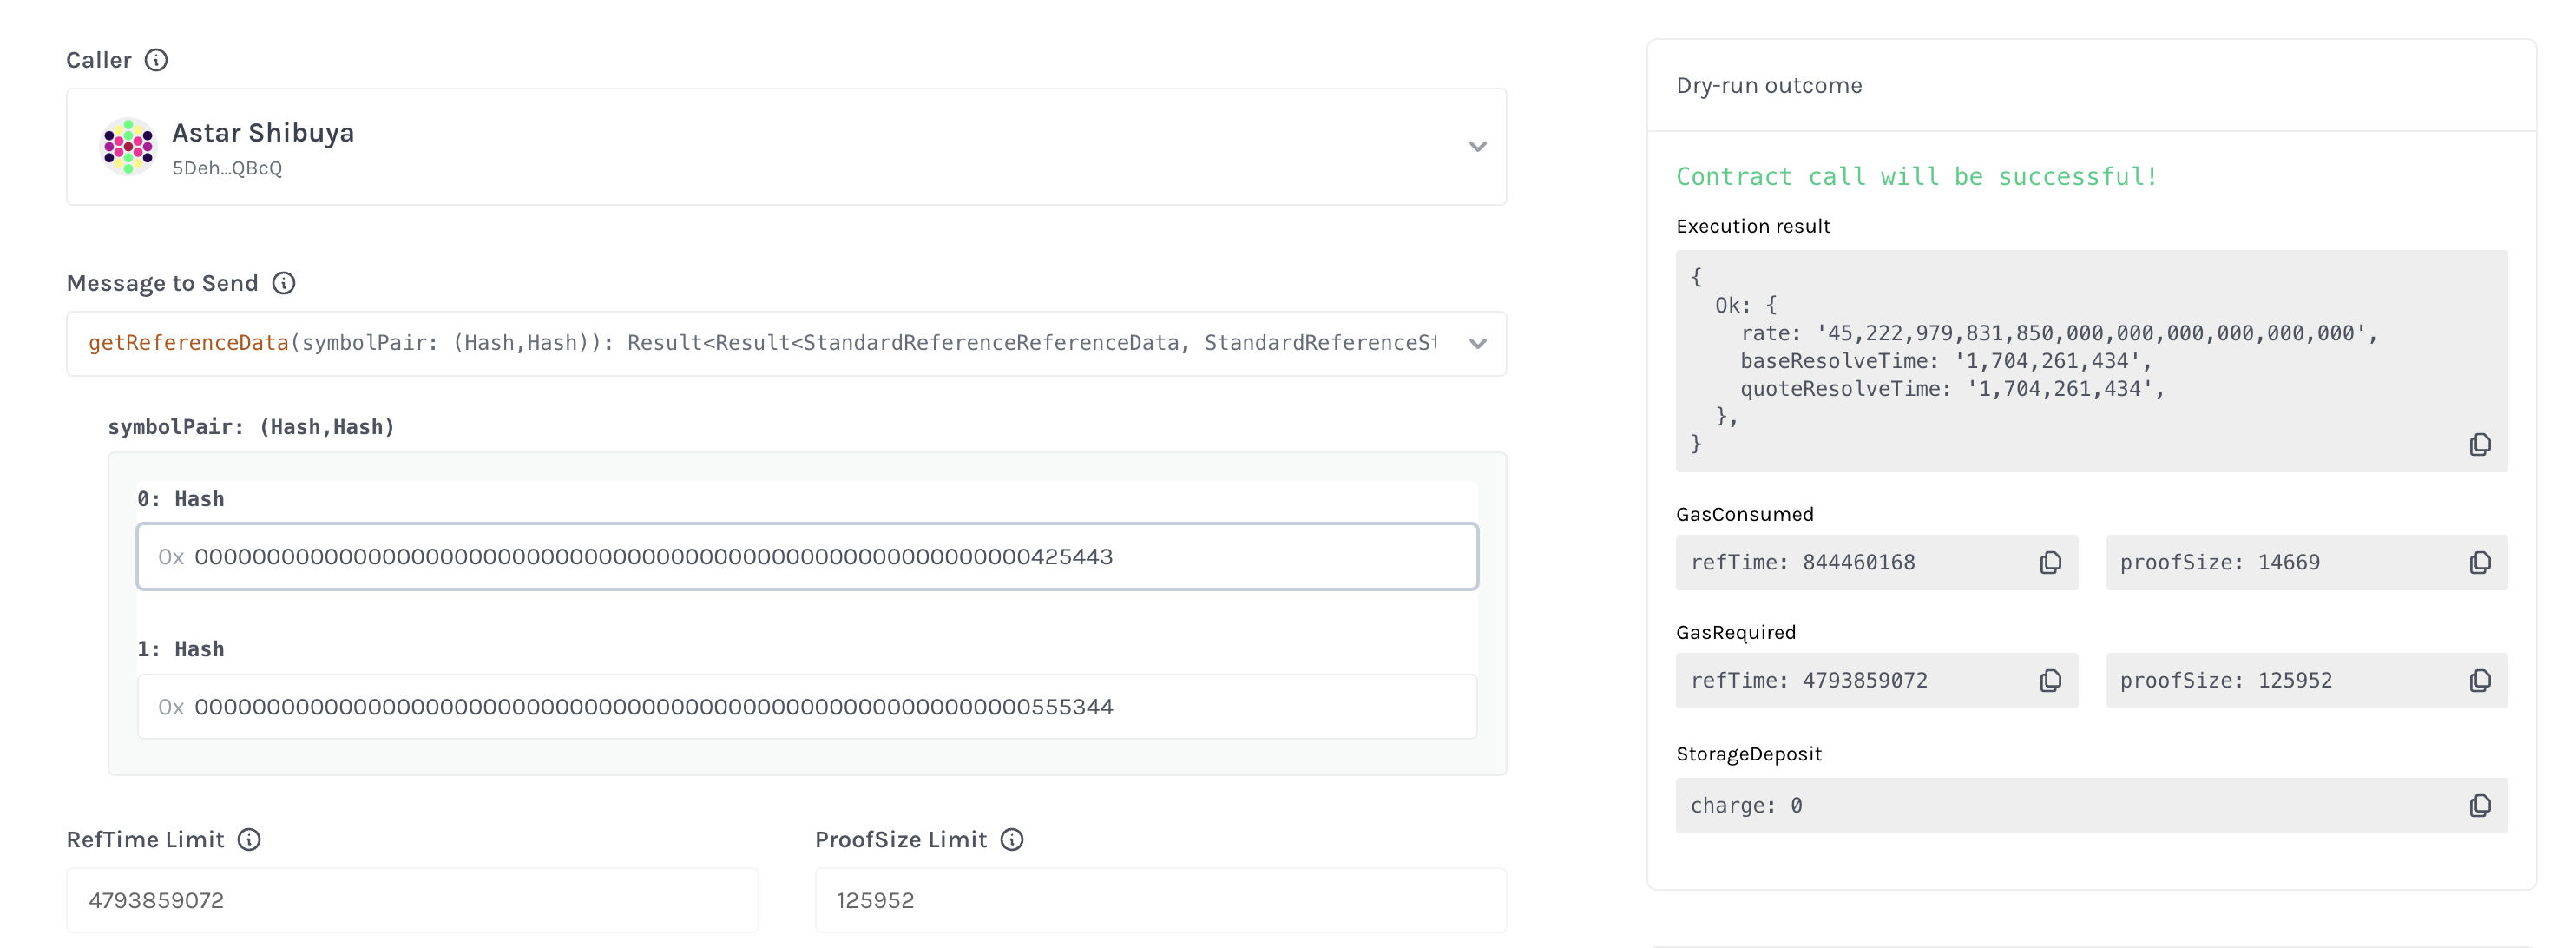 Caller
Astar Shibuya
5Deh...QBcQ
Message to Send
getReferenceData(symbolPair: (Hash,Hash)): Result<Result<StandardReferenceReferenceData, StandardReferenceSt
symbolPair: (Hash,Hash)
0: Hash
0x 0000000000000000000000000000000000000000000000000000000000425443
1: Hash
0x 0000000000000000000000000000000000000000000000000000000000555344
RefTime Limit
4793859072
ProofSize Limit
125952
Dry-run outcome
Contract call will be successful!
Execution result
{
Ok: {
rate: '45,222,979,831,850,000,000,000,000,000,000',
baseResolveTime: '1,704,261,434',
quoteResolveTime: '1,704,261,434',
},
}
GasConsumed
refTime: 844460168
proofSize: 14669
GasRequired
refTime: 4793859072
proofSize: 125952
StorageDeposit
charge: 0